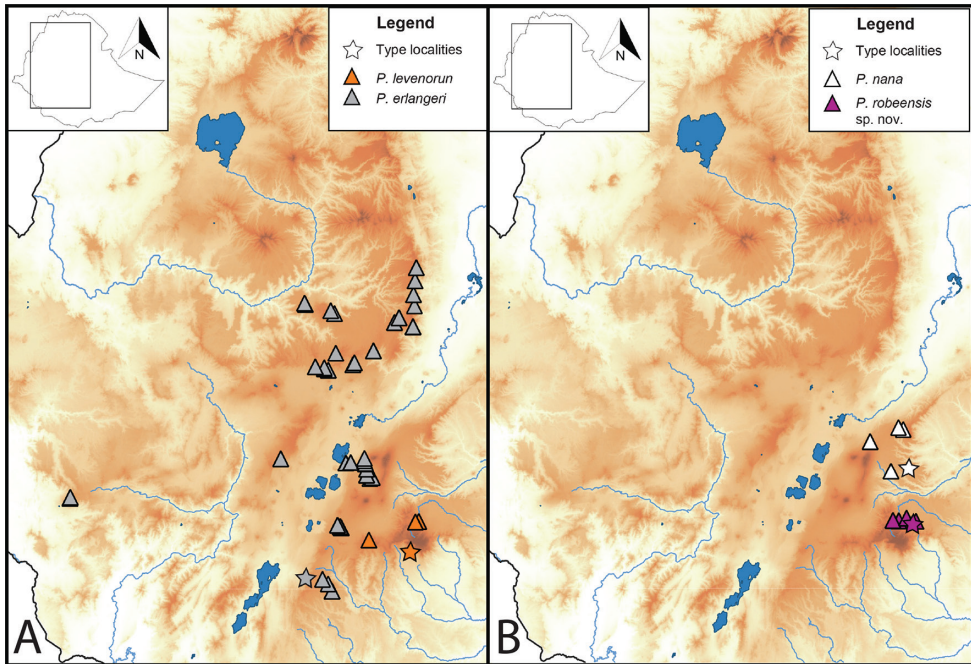 N
Legend
Type localities
P. levenorun
P. erlangeri
A
N
Legend
Type localities
P. nana
P. robeensis
sp. nov.
B